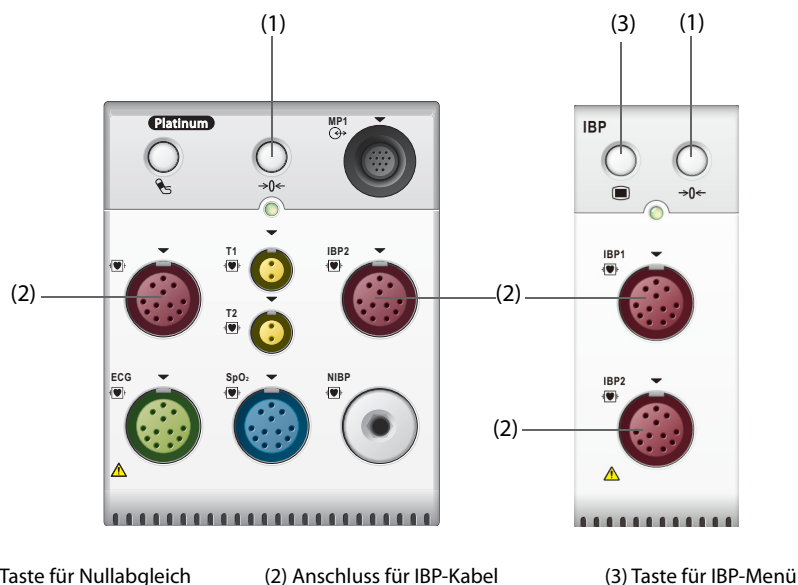 (1)
(3) (1)
Platinum
MP1
→0←
IBP
→0←
T1
IBP2
IBP1
(2)
(2)
T2
ECG
SpO₂
NIBP
IBP2
(2)
Taste für Nullabgleich (2) Anschluss für IBP-Kabel (3) Taste für IBP-Menü